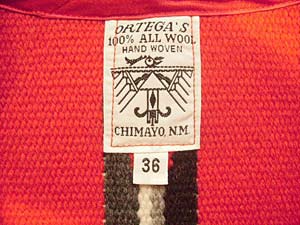 ORTEGA'S
100% ALL WOOL
HAND WOVEN
CHIMAYO, N.M.
36